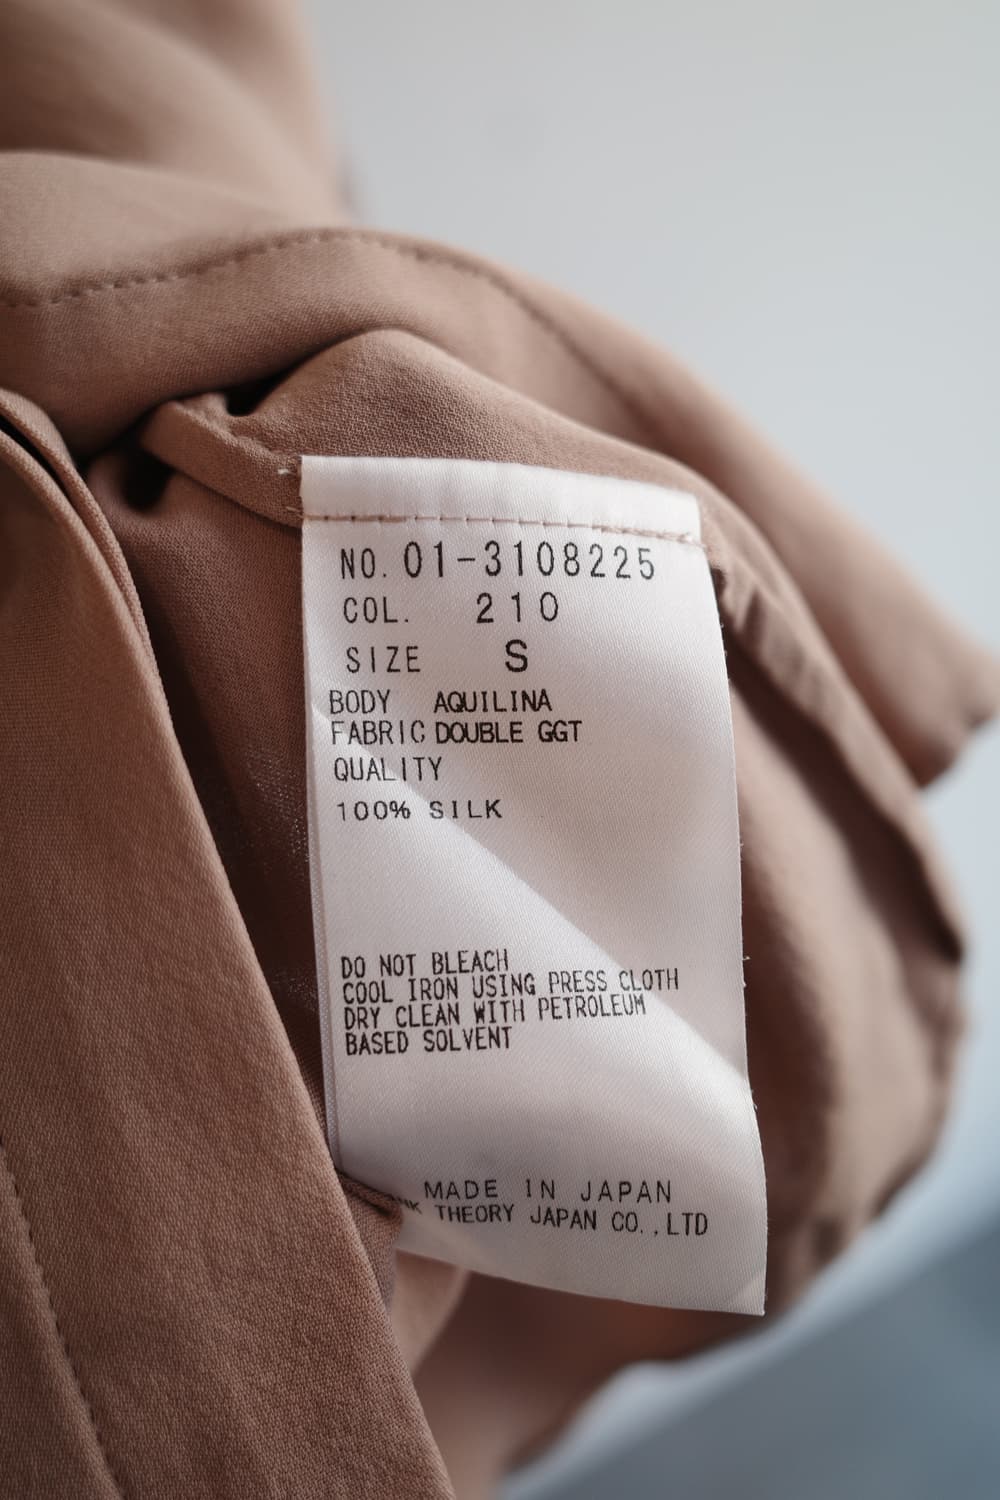 NO. 01-3108225
COL. 210
SIZE S
BODY AQUILINA
FABRIC DOUBLE GGT
QUALITY
100% SILK
DO NOT BLEACH
COOL IRON USING PRESS CLOTH
DRY CLEAN WITH PETROLEUM
BASED SOLVENT
MADE IN JAPAN
THEORY JAPAN CO.,LTD